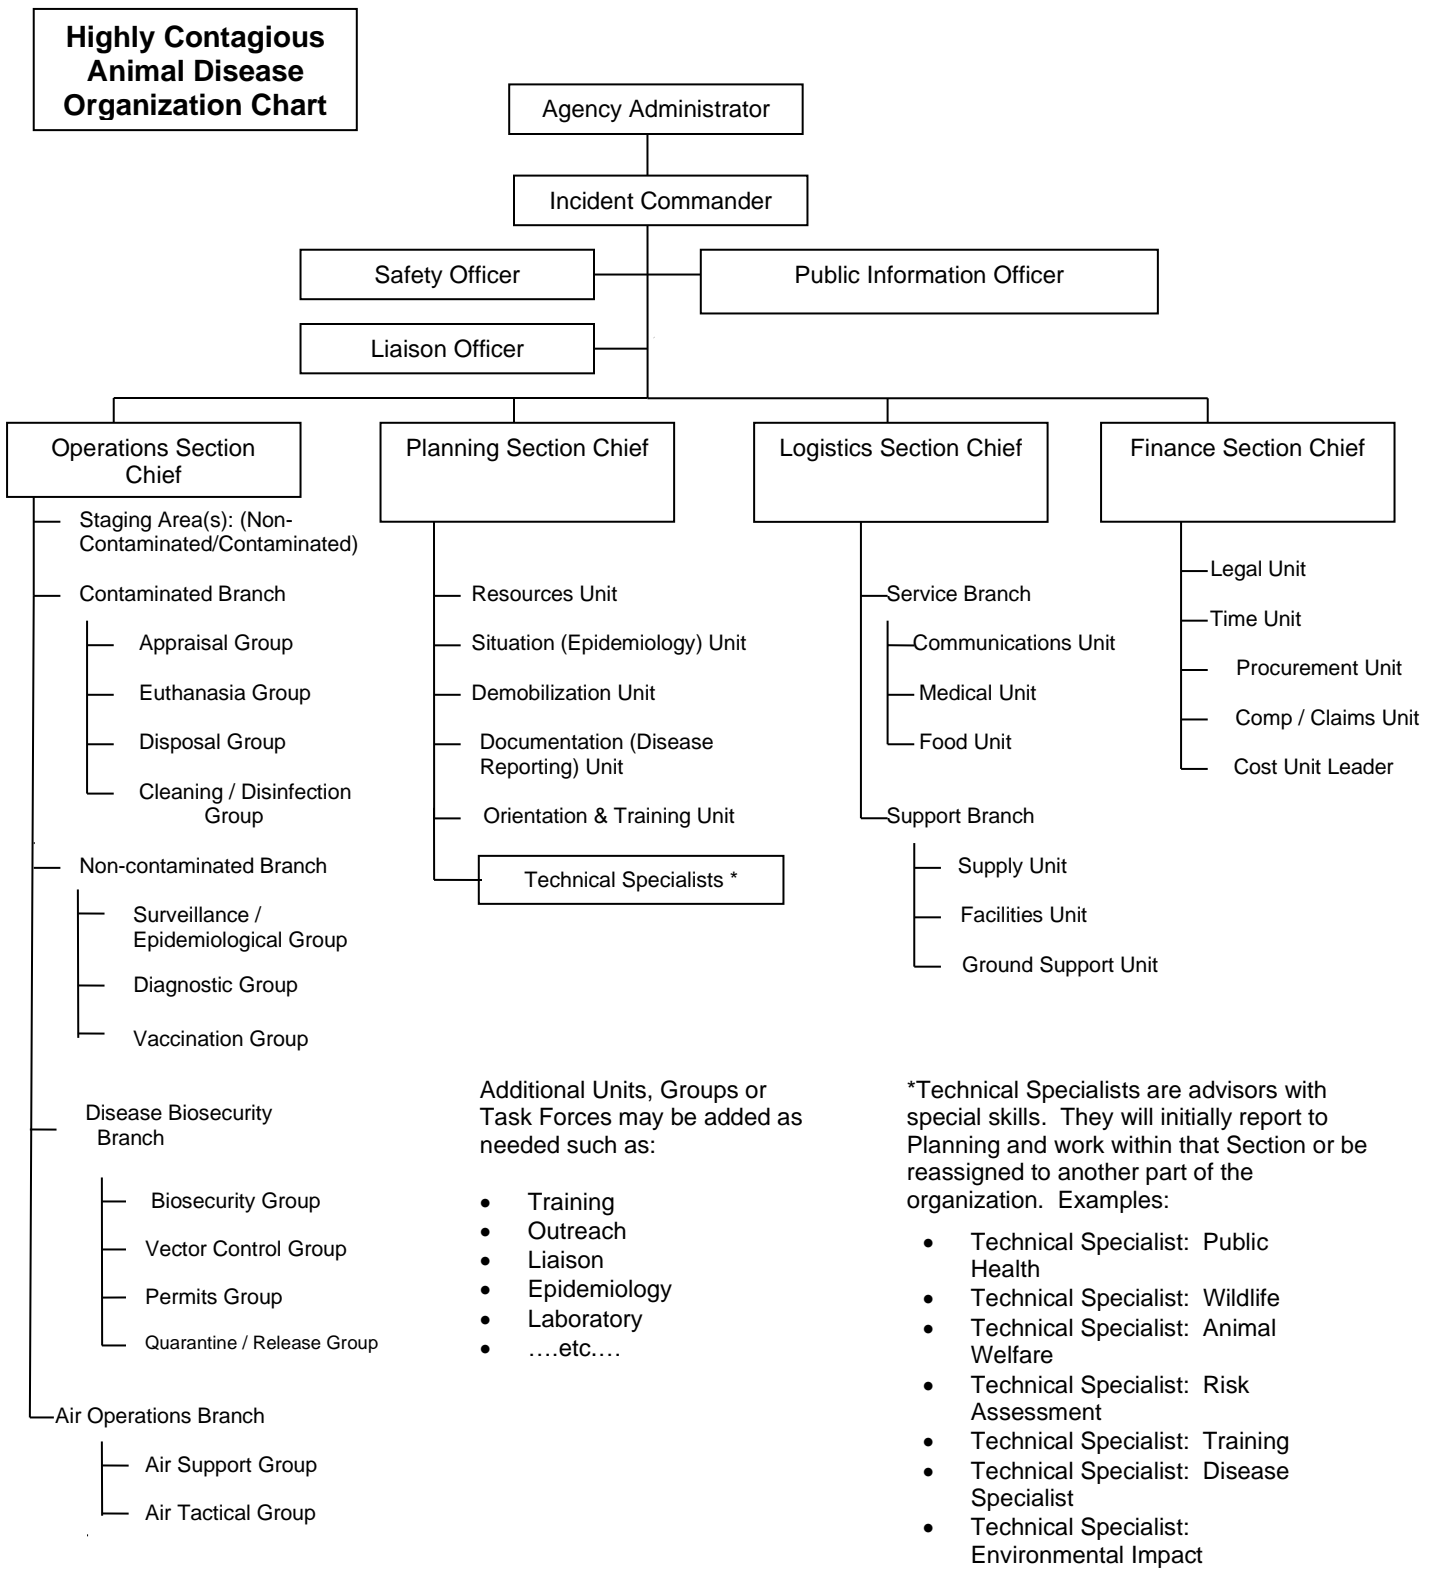 Highly Contagious
Animal Disease
Organization Chart
Agency Administrator
Incident Commander
Safety Officer
Public Information Officer
Liaison Officer
Operations Section
Chief
Staging Area(s): (Non-
Contaminated/Contaminated)
Contaminated Branch
Appraisal Group
Euthanasia Group
Disposal Group
Cleaning / Disinfection
Group
Non-contaminated Branch
Surveillance /
Epidemiological Group
Diagnostic Group
Vaccination Group
Disease Biosecurity
Branch
Biosecurity Group
Vector Control Group
Permits Group
Quarantine / Release Group
Air Operations Branch
Air Support Group
Air Tactical Group
Planning Section Chief
Resources Unit
Situation (Epidemiology) Unit
Demobilization Unit
Documentation (Disease
Reporting) Unit
Orientation & Training Unit
Technical Specialists *
Logistics Section Chief
Service Branch
Communications Unit
Medical Unit
Food Unit
Support Branch
Supply Unit
Facilities Unit
Ground Support Unit
Finance Section Chief
Legal Unit
Time Unit
Procurement Unit
Comp / Claims Unit
Cost Unit Leader
Additional Units, Groups or
Task Forces may be added as
needed such as:
• Training
• Outreach
• Liaison
• Epidemiology
• Laboratory
• ….etc.…
*Technical Specialists are advisors with
special skills.  They will initially report to
Planning and work within that Section or be
reassigned to another part of the
organization.  Examples:
• Technical Specialist:  Public
Health
• Technical Specialist:  Wildlife
• Technical Specialist:  Animal
Welfare
• Technical Specialist:  Risk
Assessment
• Technical Specialist:  Training
• Technical Specialist:  Disease
Specialist
• Technical Specialist:
Environmental Impact